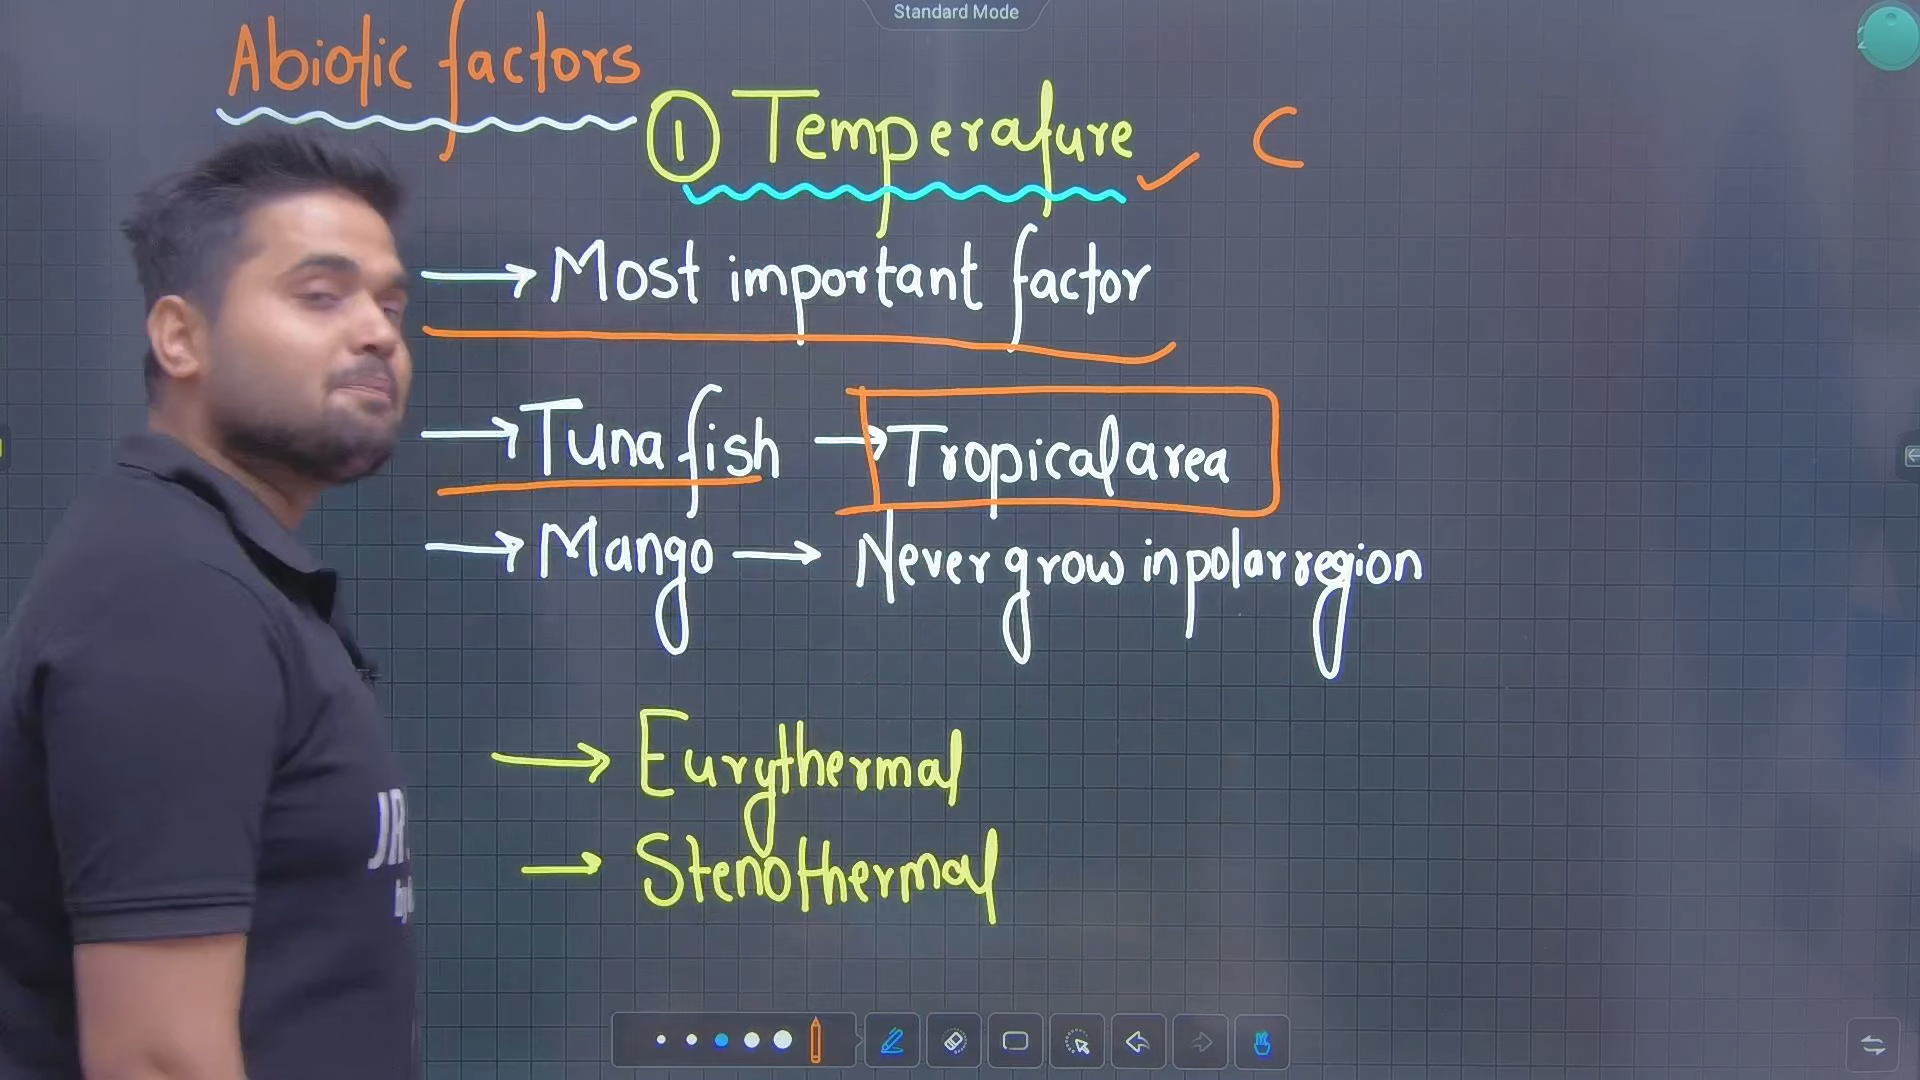 Standard Mode
Abiotic factors
① Temperature ✓ C
→ Most important factor
→ Tuna fish → Tropical area
→ Mango → Never grow in polar region
→ Eurythermal
→ Stenothermal